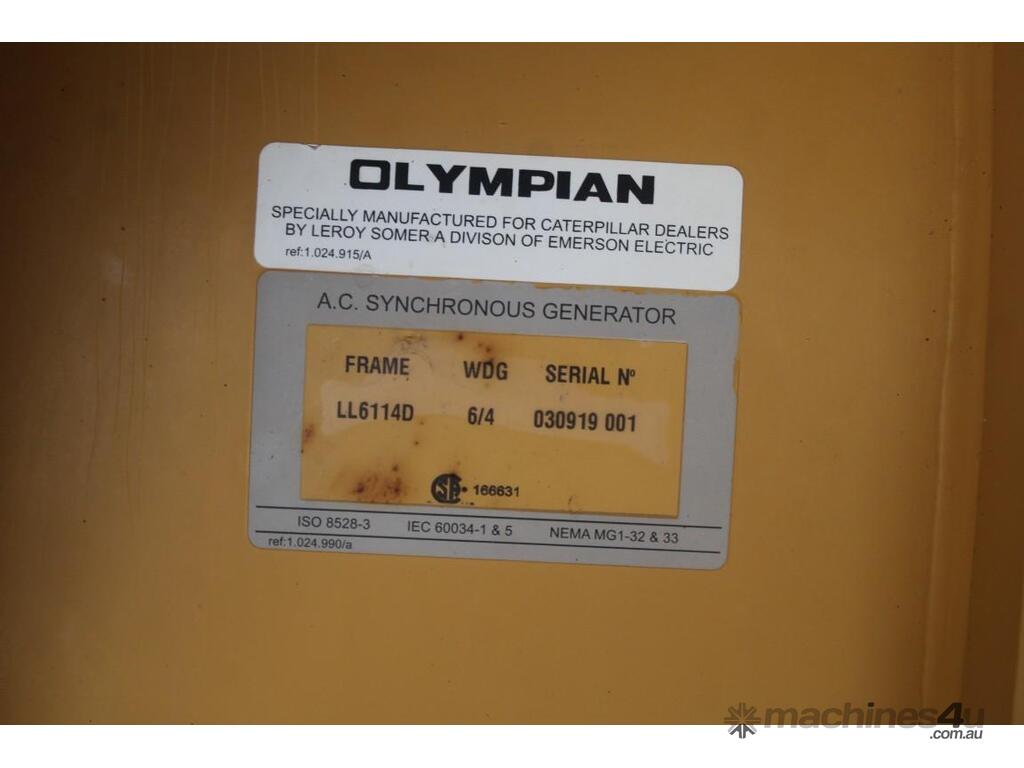 OLYMPIAN
SPECIALLY MANUFACTURED FOR CATERPILLAR DEALERS
BY LEROY SOMER A DIVISON OF EMERSON ELECTRIC
ref:1.024.915/A
A.C. SYNCHRONOUS GENERATOR
FRAME WDG SERIAL Nº
LL6114D 6/4 030919 001
166631
ISO 8528-3 IEC 60034-1 & 5 NEMA MG1-32 & 33
ref:1.024.990/a
machines4u
.com.au